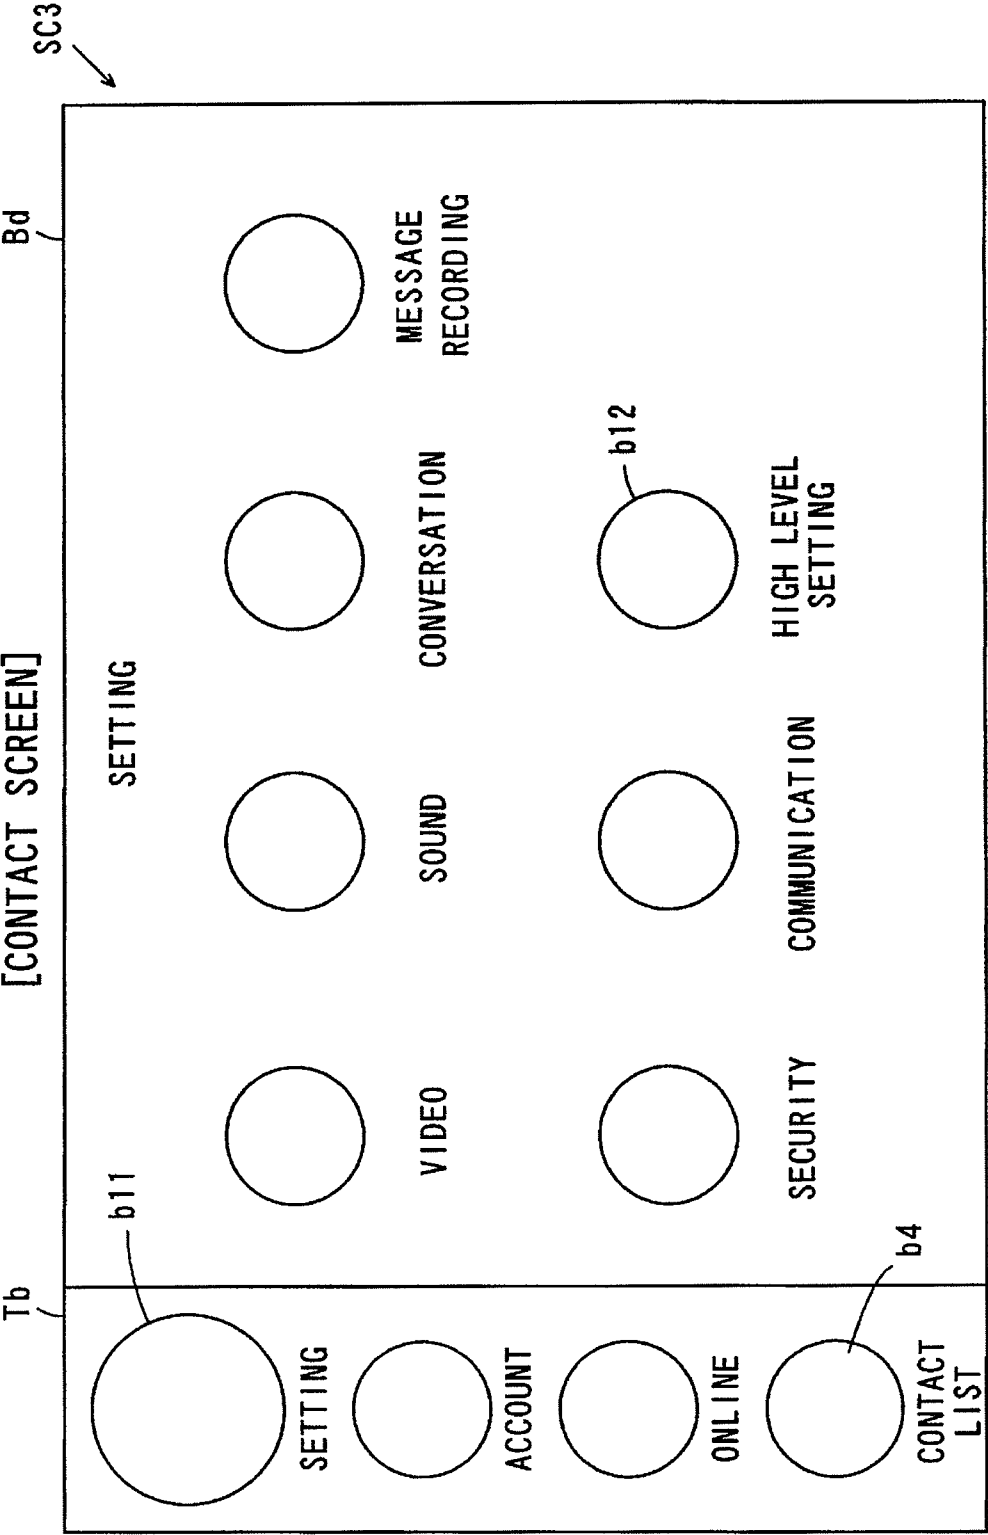 [CONTACT SCREEN]
SC3
Tb
Bd
b11
SETTING
SETTING
VIDEO
SOUND
CONVERSATION
MESSAGE
RECORDING
ACCOUNT
ONLINE
b12
SECURITY
COMMUNICATION
HIGH LEVEL
SETTING
b4
CONTACT
LIST